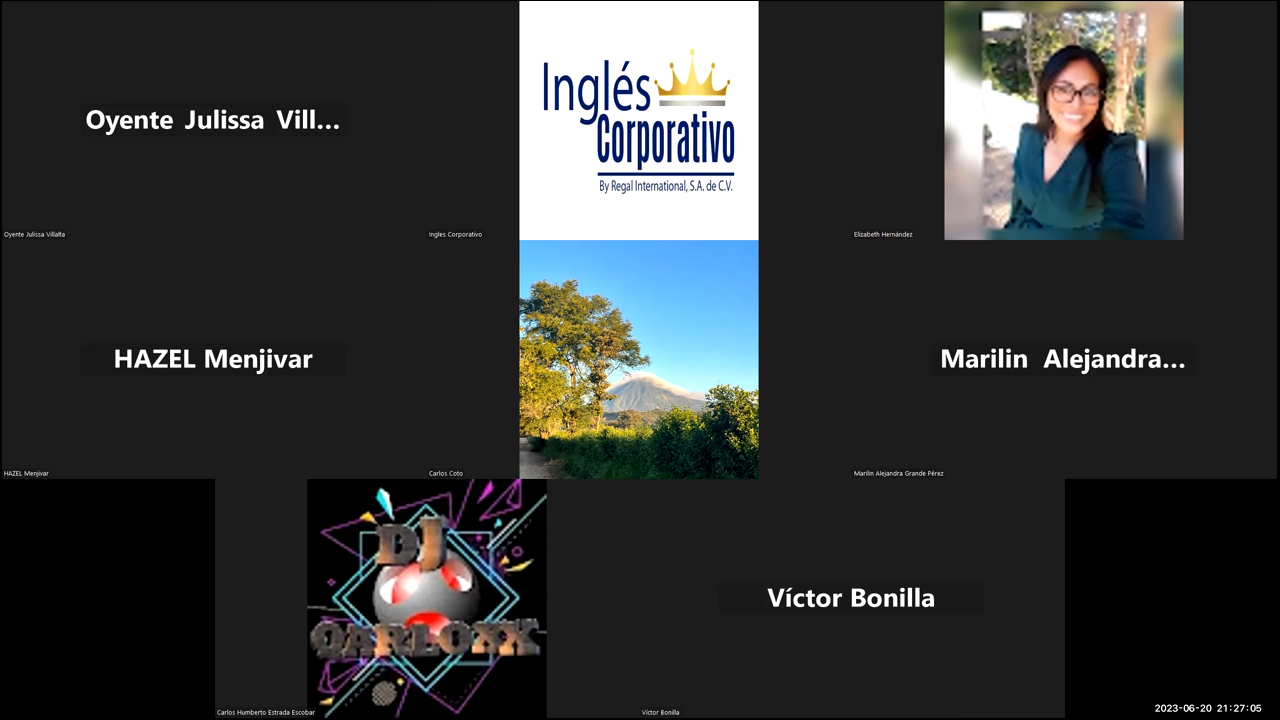 Oyente Julissa Vill...
Oyente Julissa Villalta
Inglés
Corporativo
By Regal International, S.A. de C.V.
Ingles Corporativo
Elizabeth Hernández
HAZEL Menjivar
HAZEL Menjivar
Carlos Coto
Marilin Alejandra...
Marilin Alejandra Grande Pérez
DJ
QARLOXX
Carlos Humberto Estrada Escobar
Víctor Bonilla
Víctor Bonilla
2023-06-20 21:27:05